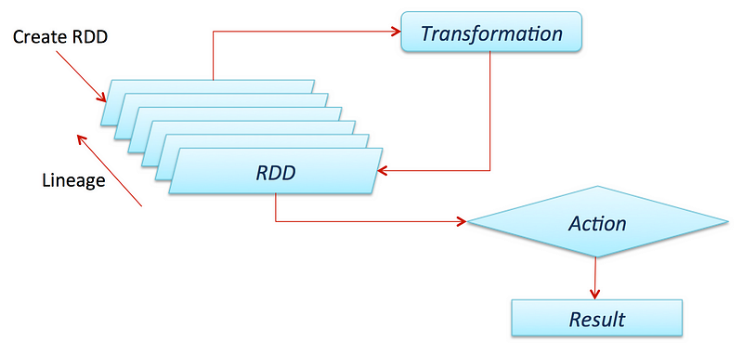 Create RDD
Transformation
Lineage
RDD
Action
Result